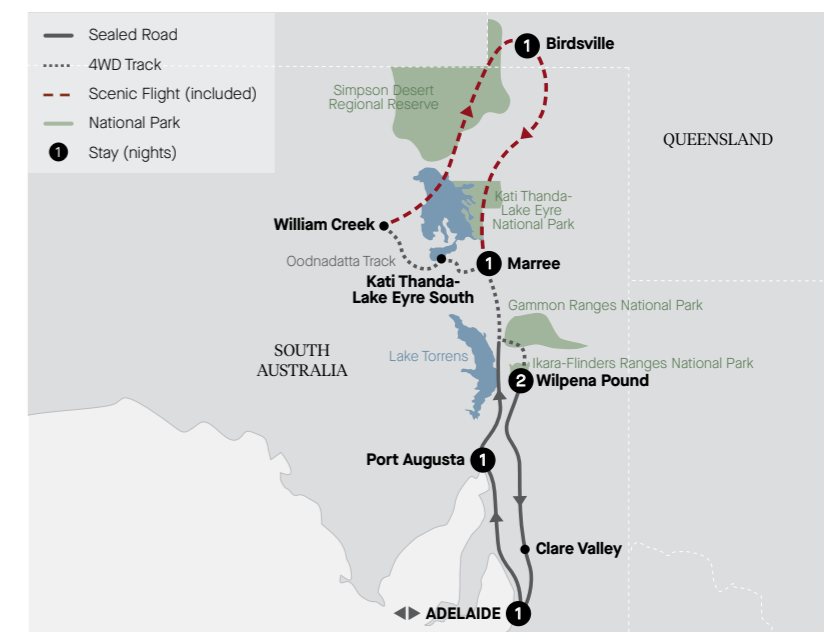 Sealed Road
4WD Track
Scenic Flight (included)
National Park
1 Stay (nights)
1 Birdsville
Simpson Desert
Regional Reserve
QUEENSLAND
Kati Thanda-
Lake Eyre
National Park
William Creek
Oodnadatta Track
1 Marree
Kati Thanda-
Lake Eyre South
Gammon Ranges National Park
SOUTH
AUSTRALIA
Lake Torrens
Ikara-Flinders Ranges National Park
2 Wilpena Pound
Port Augusta 1
Clare Valley
ADELAIDE 1